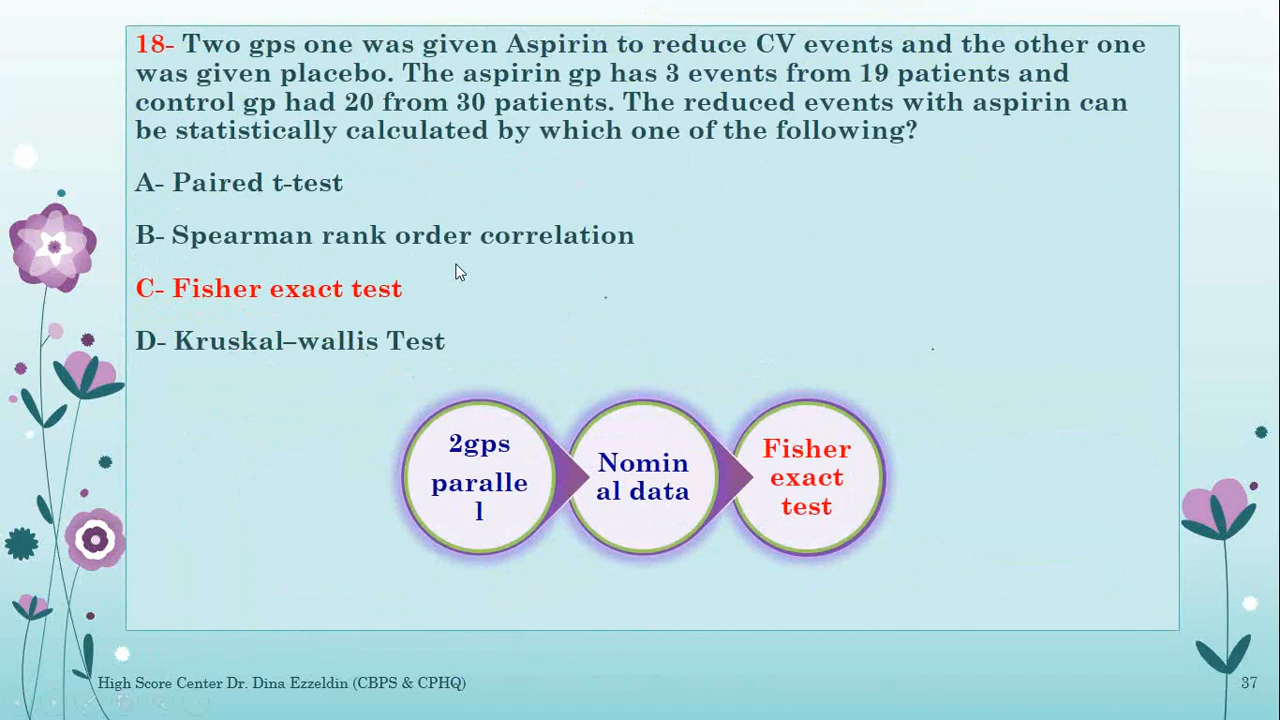 18- Two gps one was given Aspirin to reduce CV events and the other one
was given placebo. The aspirin gp has 3 events from 19 patients and
control gp had 20 from 30 patients. The reduced events with aspirin can
be statistically calculated by which one of the following?
A- Paired t-test
B- Spearman rank order correlation
C- Fisher exact test
D- Kruskal–wallis Test
2gps
paralle
l
Nomin
al data
Fisher
exact
test
High Score Center Dr. Dina Ezzeldin (CBPS & CPHQ)
37